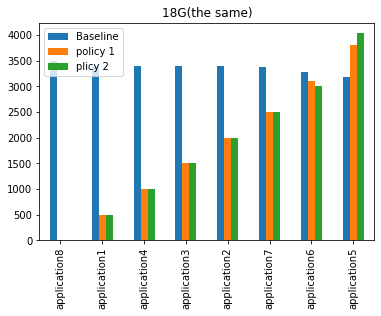 18G(the same)
Baseline
policy 1
plicy 2
4000
3500
3000
2500
2000
1500
1000
500
0
application8
application1
application4
application3
application2
application7
application6
application5